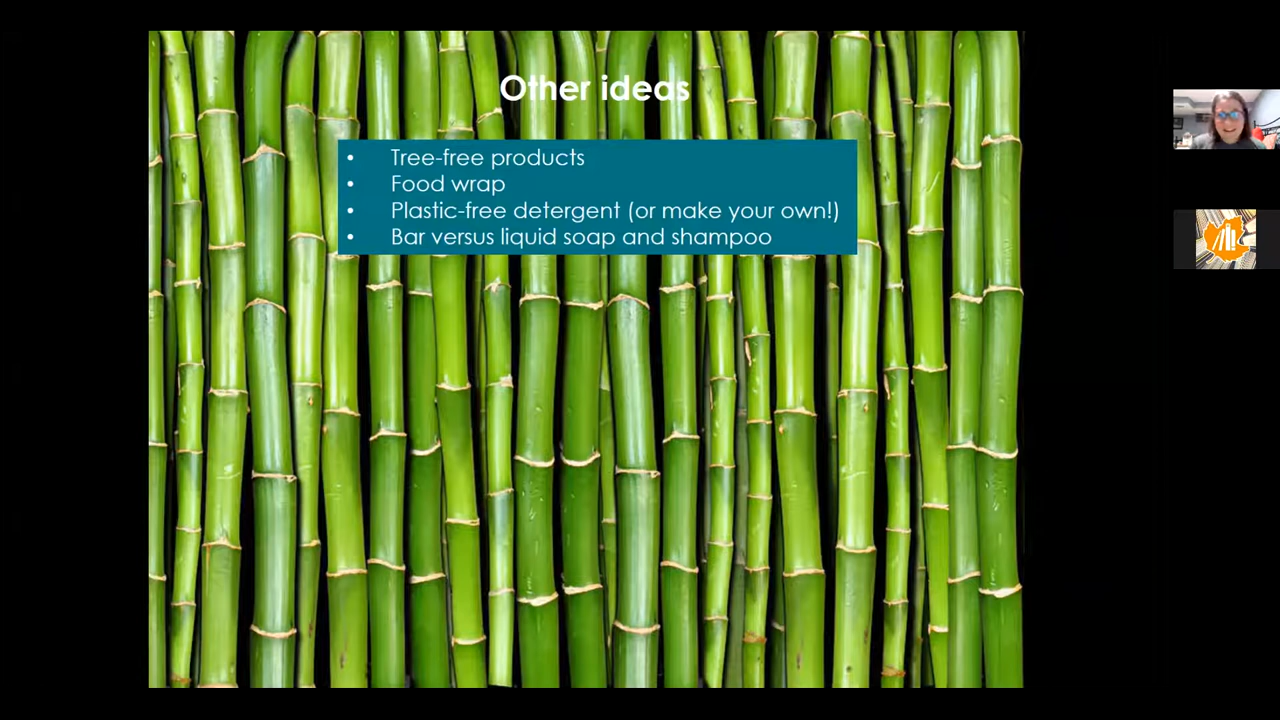 Other ideas
• Tree-free products
• Food wrap
• Plastic-free detergent (or make your own!)
• Bar versus liquid soap and shampoo